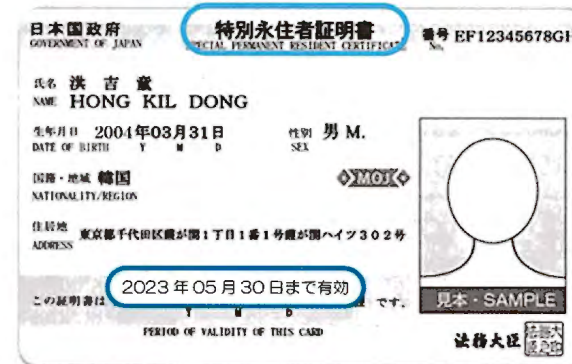 日本国政府
GOVERNMENT OF JAPAN
特別永住者証明書
SPECIAL PERMANENT RESIDENT CERTIFICATE
番号 EF12345678GH
No.
氏名 洪吉童
NAME HONG KIL DONG
生年月日 2004年03月31日 性別 男 M.
DATE OF BIRTH Y M D SEX
国籍・地域 韓国
NATIONALITY/REGION
MOJ
住居地 東京都千代田区霞が関1丁目1番1号霞が関ハイツ302号
ADDRESS
この証明書は 2023年05月30日まで有効 です。
Y M D
PERIOD OF VALIDITY OF THIS CARD
見本・SAMPLE
法務大臣